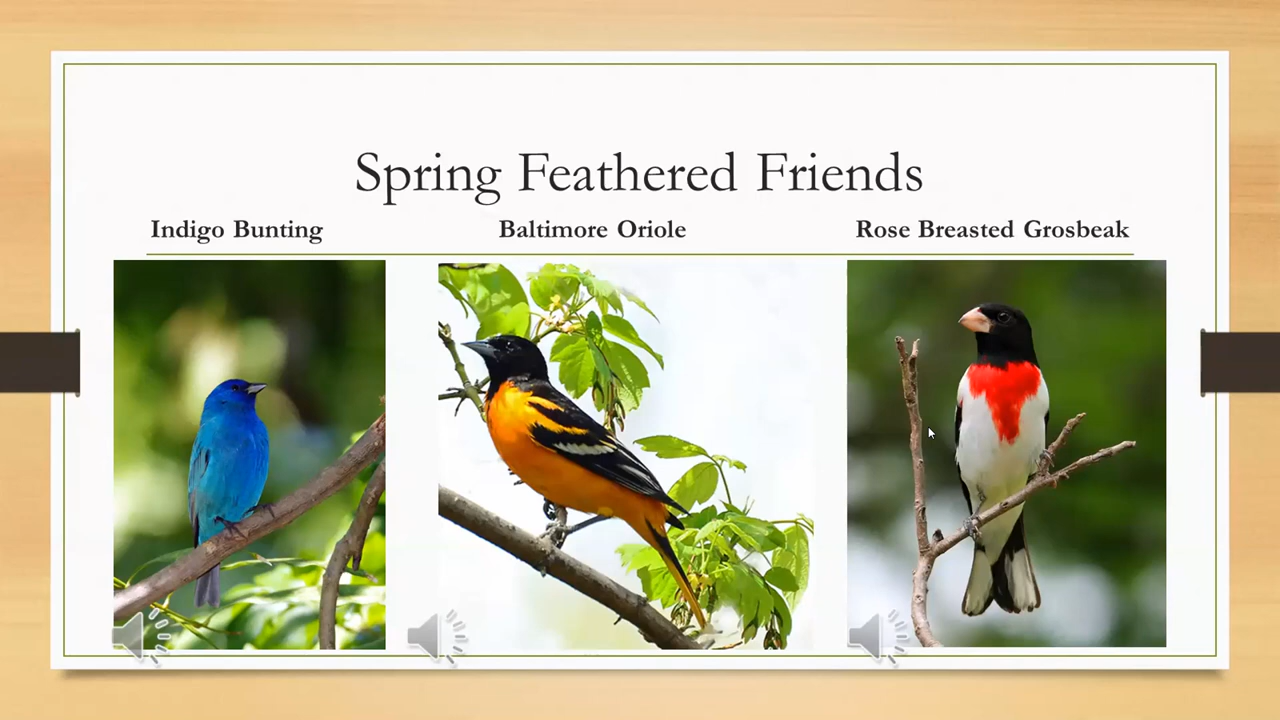 Spring Feathered Friends
Indigo Bunting
Baltimore Oriole
Rose Breasted Grosbeak